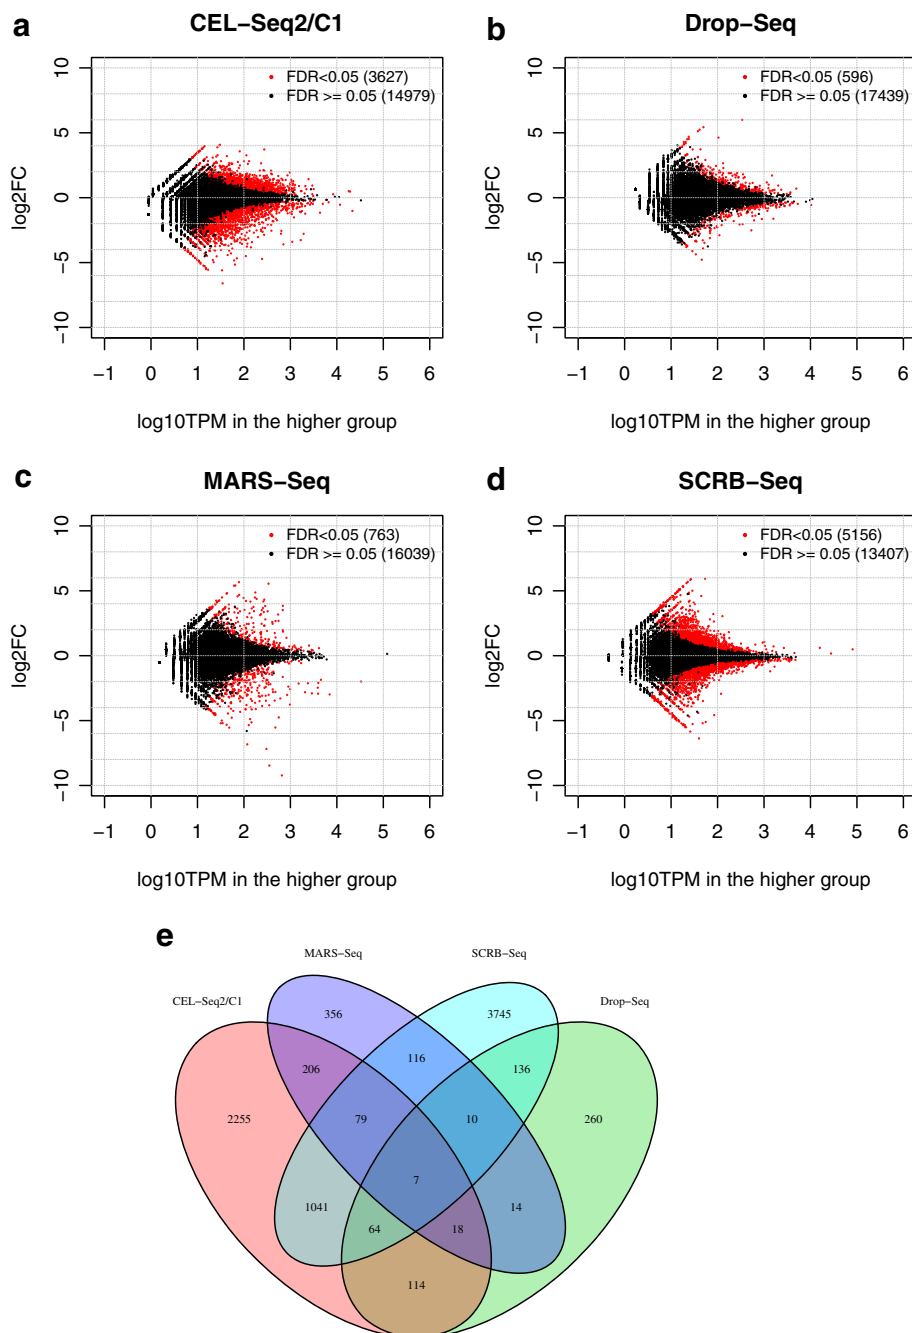 a
CEL−Seq2/C1
10
5
0
−5
−10
log2FC
FDR<0.05 (3627)
FDR >= 0.05 (14979)
−1 0 1 2 3 4 5 6
log10TPM in the higher group
b
Drop−Seq
10
5
0
−5
−10
log2FC
FDR<0.05 (596)
FDR >= 0.05 (17439)
−1 0 1 2 3 4 5 6
log10TPM in the higher group
c
MARS−Seq
10
5
0
−5
−10
log2FC
FDR<0.05 (763)
FDR >= 0.05 (16039)
−1 0 1 2 3 4 5 6
log10TPM in the higher group
d
SCRB−Seq
10
5
0
−5
−10
log2FC
FDR<0.05 (5156)
FDR >= 0.05 (13407)
−1 0 1 2 3 4 5 6
log10TPM in the higher group
e
MARS−Seq SCRB−Seq
CEL−Seq2/C1 Drop−Seq
356 3745
206 116 136
2255 79 10 260
7
1041 64 18 14
114